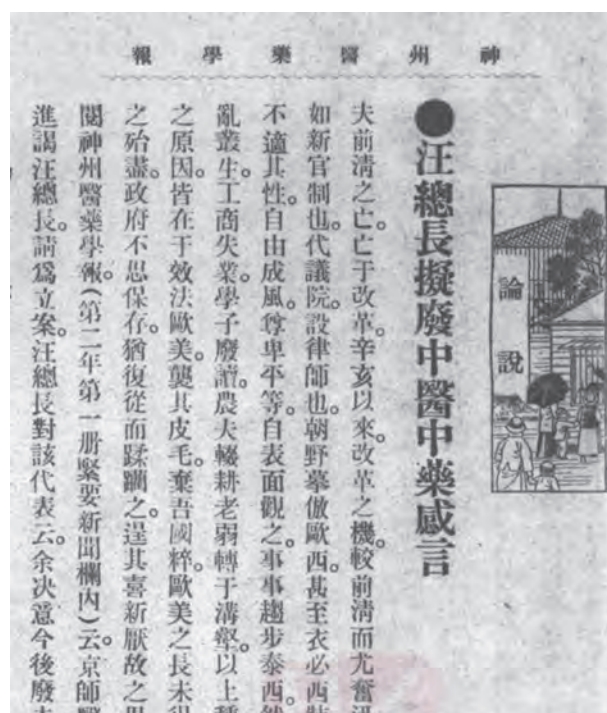 神州醫藥學報
論說
●汪總長擬廢中醫中藥感言
夫前清之亡。亡于改革。辛亥以來。改革之機。較前清而尤奮迅
如新官制也。代議院。設律師也。朝野摹倣歐西。甚至衣必西裝
不適其性。自由成風。尊卑平等。自表面觀之。事事趨步泰西。
亂叢生。工商失業。學子廢讀。農夫輟耕。老弱轉于溝壑。以上種
之原因。皆在于效法歐美。襲其皮毛。棄吾國粹。歐美之長未得
之殆盡。政府不思保存。猶復從而蹂躪之。逞其喜新厭故之
閱神州醫藥學報。(第二年第一册緊要新聞欄內)云。京師醫
進謁汪總長。請爲立案。汪總長對該代表云。余决意今後廢